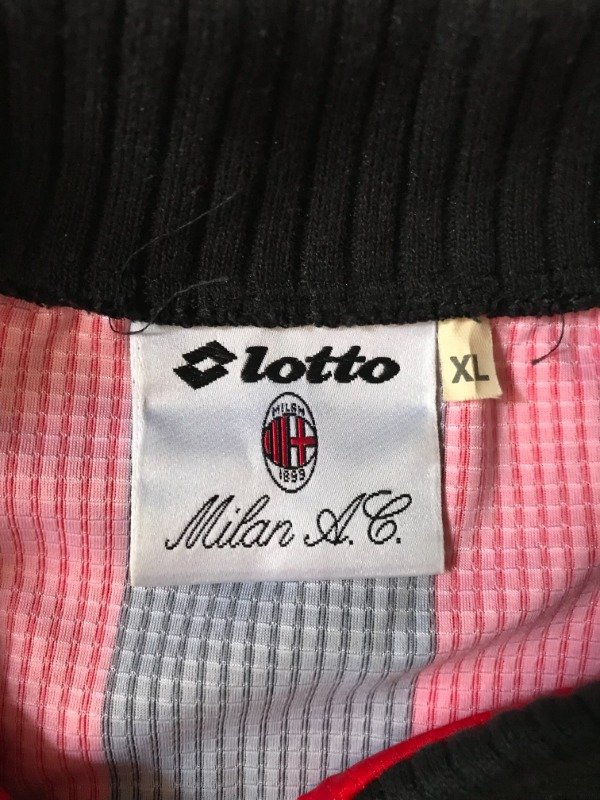 lotto
XL
MILAN
1899
Milan A.C.